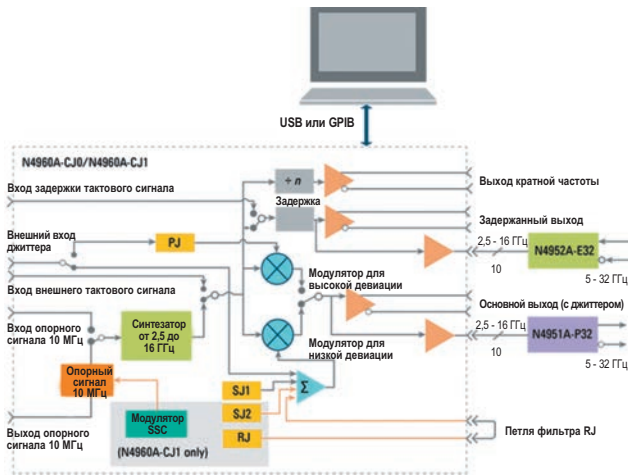 USB или GPIB
N4960A-CJ0/N4960A-CJ1
Вход задержки тактового сигнала
÷ n
Задержка
Выход кратной частоты
Задержанный выход
Внешний вход
джиттера
PJ
2,5 - 16 ГГц
10
N4952A-E32
5 - 32 ГГц
Вход внешнего тактового сигнала
Модулятор для
высокой девиации
Основной выход (с джиттером)
Вход опорного
сигнала 10 МГц
Синтезатор
от 2,5 до
16 ГГц
Модулятор для
низкой девиации
2,5 - 16 ГГц
10
N4951A-P32
5 - 32 ГГц
Опорный
сигнал
10 МГц
Σ
SJ1
SJ2
RJ
Модулятор
SSC
(N4960A-CJ1 only)
Выход опорного
сигнала 10 МГц
Петля фильтра RJ